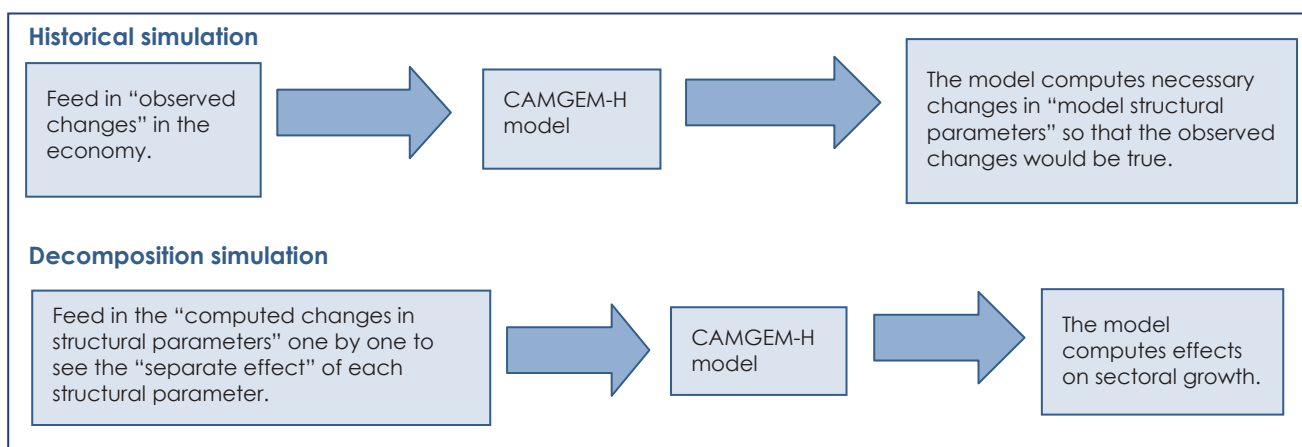 Historical simulation
Feed in “observed
changes” in the
economy.
CAMGEM-H
model
The model computes necessary
changes in “model structural
parameters” so that the observed
changes would be true.
Decomposition simulation
Feed in the “computed changes in
structural parameters” one by one to
see the “separate effect” of each
structural parameter.
CAMGEM-H
model
The model
computes effects
on sectoral growth.